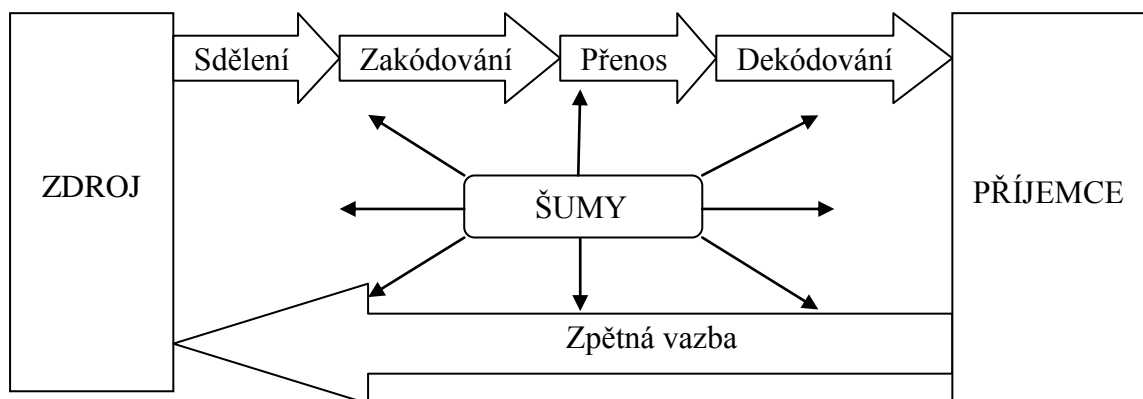 Sdělení
Zakódování
Přenos
Dekódování
ZDROJ
ŠUMY
PŘÍJEMCE
Zpětná vazba